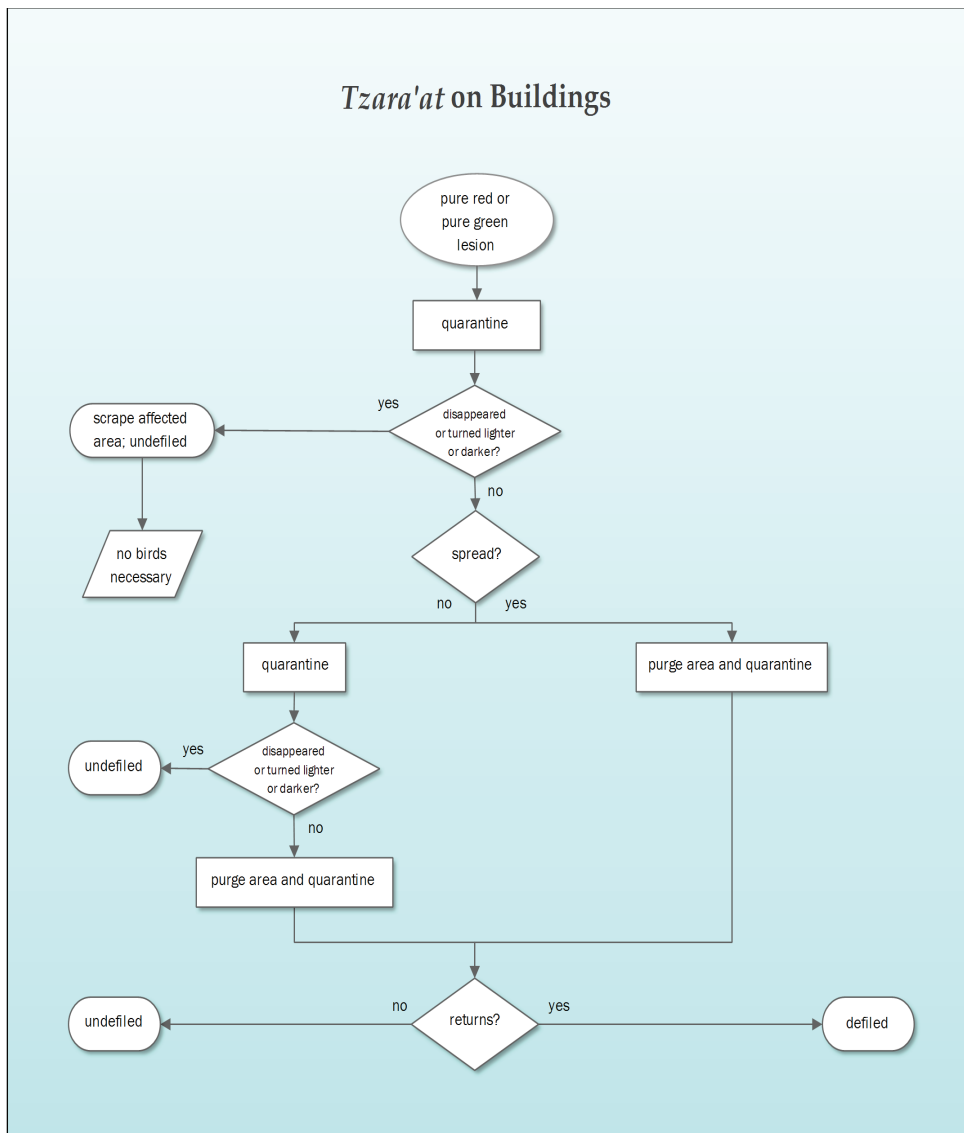 Tzara'at on Buildings
pure red or
pure green
lesion
quarantine
yes
disappeared
or turned lighter
or darker?
scrape affected
area; undefiled
no
no birds
necessary
spread?
no
yes
quarantine
purge area and quarantine
yes
disappeared
or turned lighter
or darker?
undefiled
no
purge area and quarantine
no
yes
undefiled
returns?
defiled